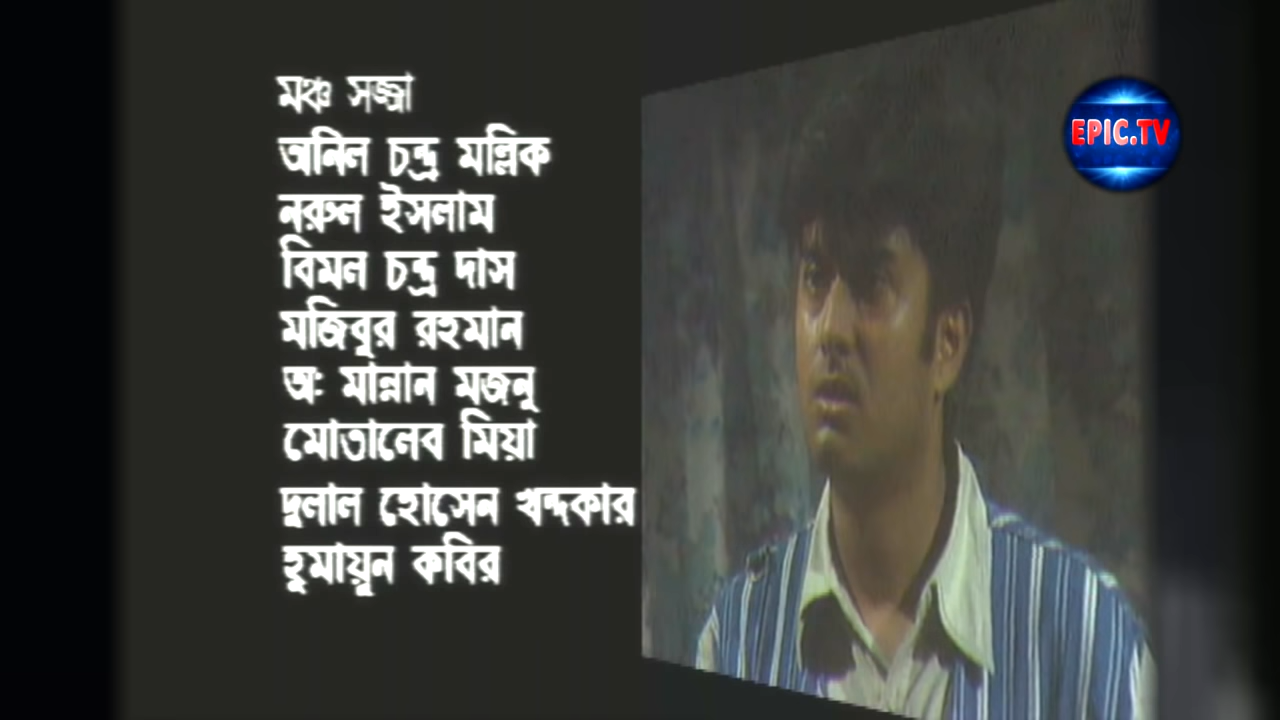 মঞ্চ সজ্জা
অনিল চন্দ্র মল্লিক
নরুল ইসলাম
বিমল চন্দ্র দাস
মজিবুর রহমান
অঃ মান্নান মজনু
মোতালেব মিয়া
দুলাল হোসেন খন্দকার
হুমায়ুন কবির
EPIC.TV